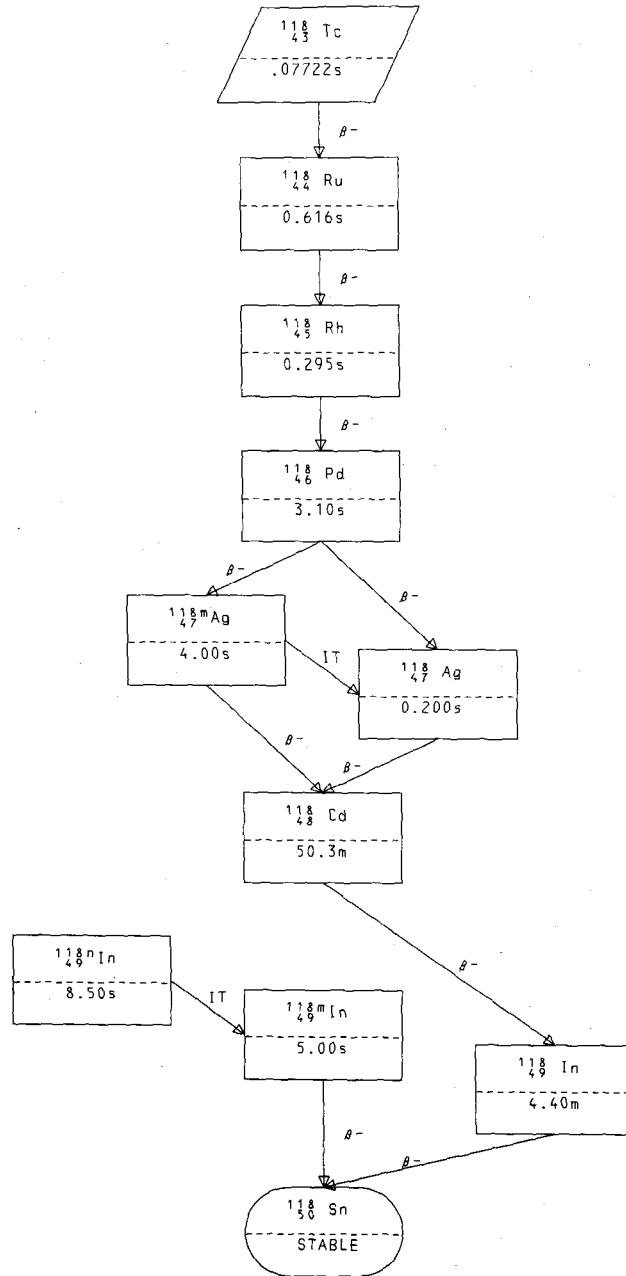 118
43 Tc
.07722s
β-
118
44 Ru
0.616s
β-
118
45 Rh
0.295s
β-
118
46 Pd
3.10s
β-
β-
118m
47 Ag
4.00s
IT
118
47 Ag
0.200s
β-
β-
118
48 Cd
50.3m
β-
118n
49 In
8.50s
IT
118m
49 In
5.00s
118
49 In
4.40m
β-
β-
118
50 Sn
STABLE